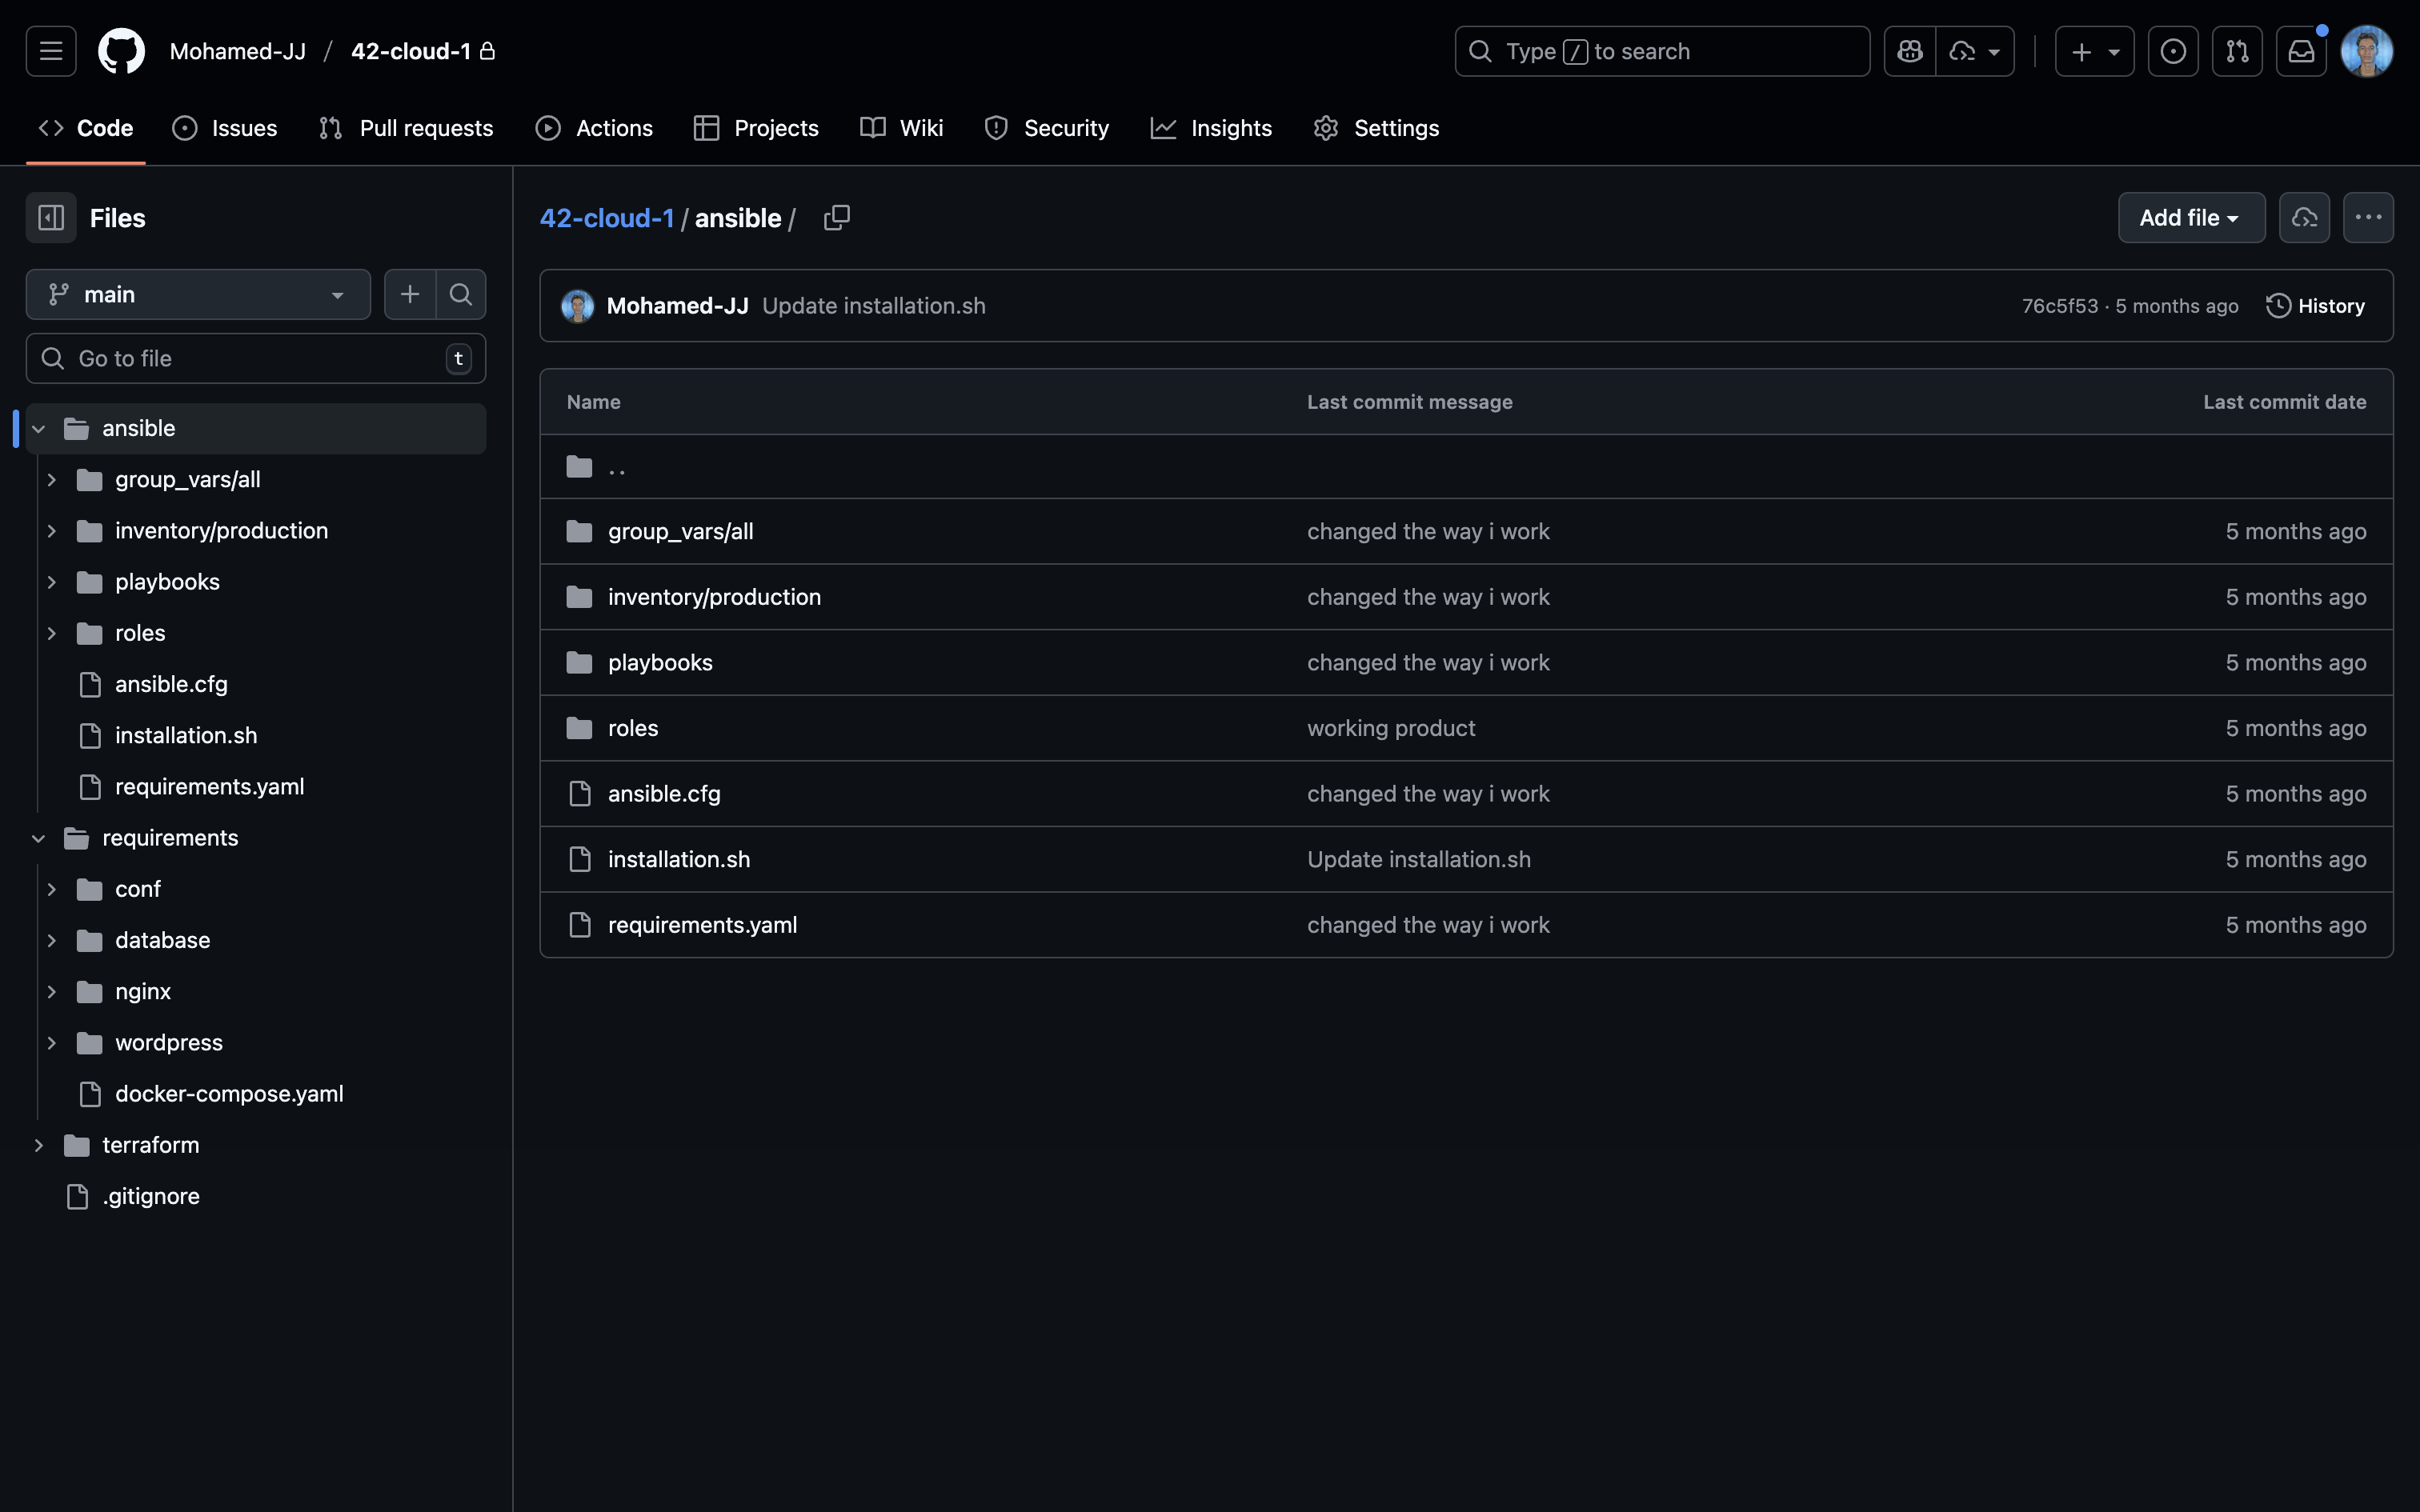 Mohamed-JJ / 42-cloud-1
Type / to search
Code Issues Pull requests Actions Projects Wiki Security Insights Settings
Files
main
Go to file t
ansible
group_vars/all
inventory/production
playbooks
roles
ansible.cfg
installation.sh
requirements.yaml
requirements
conf
database
nginx
wordpress
docker-compose.yaml
terraform
.gitignore
42-cloud-1 / ansible /
Add file
Mohamed-JJ Update installation.sh 76c5f53 · 5 months ago History
Name Last commit message Last commit date
..
group_vars/all changed the way i work 5 months ago
inventory/production changed the way i work 5 months ago
playbooks changed the way i work 5 months ago
roles working product 5 months ago
ansible.cfg changed the way i work 5 months ago
installation.sh Update installation.sh 5 months ago
requirements.yaml changed the way i work 5 months ago